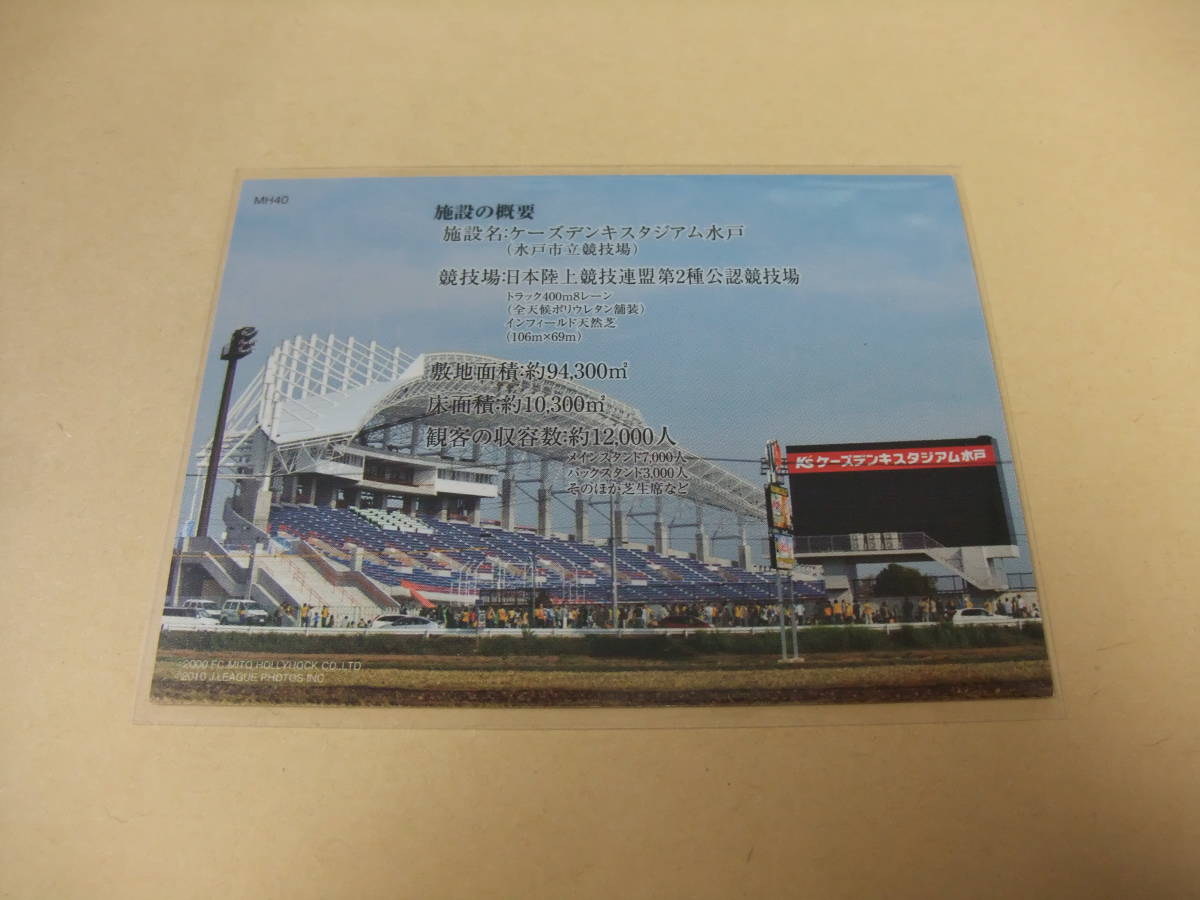 MH40
施設の概要
施設名:ケーズデンキスタジアム水戸
(水戸市立競技場)
競技場:日本陸上競技連盟第2種公認競技場
トラック400m8レーン
(全天候ポリウレタン舗装)
インフィールド天然芝
(106m×69m)
敷地面積:約94,300㎡
床面積:約10,300㎡
観客の収容数:約12,000人
メインスタンド7,000人
バックスタンド3,000人
そのほか芝生席など
K's ケーズデンキスタジアム水戸
2000 FC.MITO HOLLYHOCK CO.,LTD
©2010 J.LEAGUE PHOTOS INC